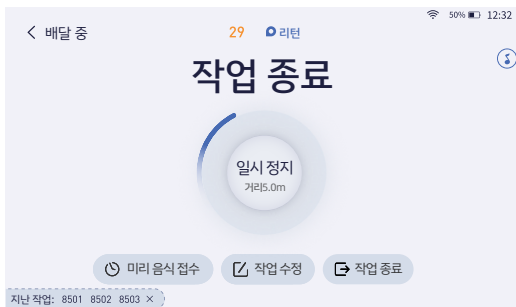 50% 12:32
배달 중
29 리턴
작업 종료
일시 정지
거리5.0m
미리 음식 접수 작업 수정 작업 종료
지난 작업: 8501 8502 8503 ×